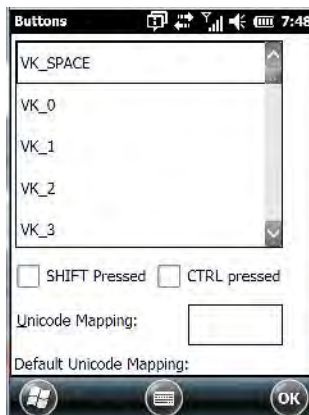 Buttons 7:48
VK_SPACE
VK_0
VK_1
VK_2
VK_3
SHIFT Pressed CTRL pressed
Unicode Mapping:
Default Unicode Mapping:
OK